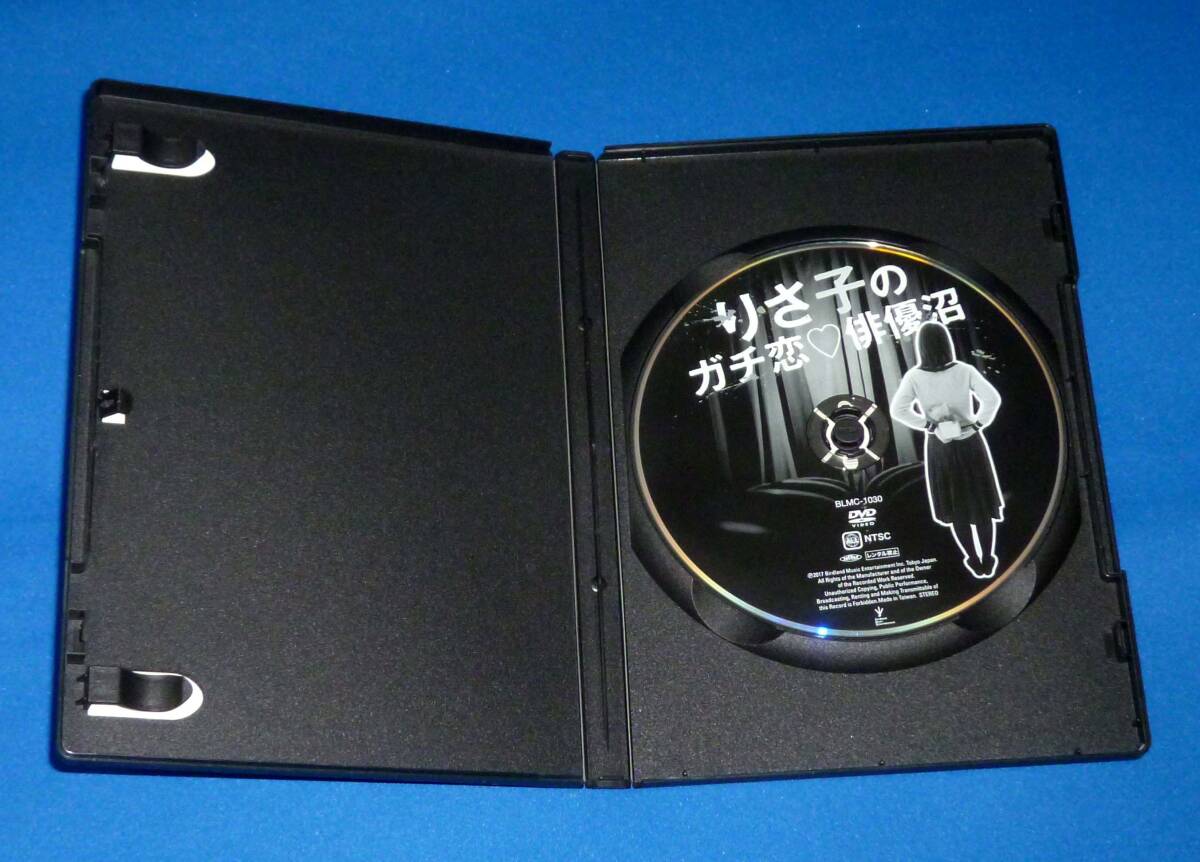 りさ子の
ガチ恋♡俳優沼
BLMC-1030
DVD
VIDEO
ALL NTSC
レンタル禁止
℗2017 Birdland Music Entertainment Inc. Tokyo Japan.
All Rights of the Manufacturer and of the Owner
of the Recorded Work Reserved.
Unauthorized Copying, Public Performance,
Broadcasting, Renting and Making Transmittable of
this Record is Forbidden.Made in Taiwan. STEREO